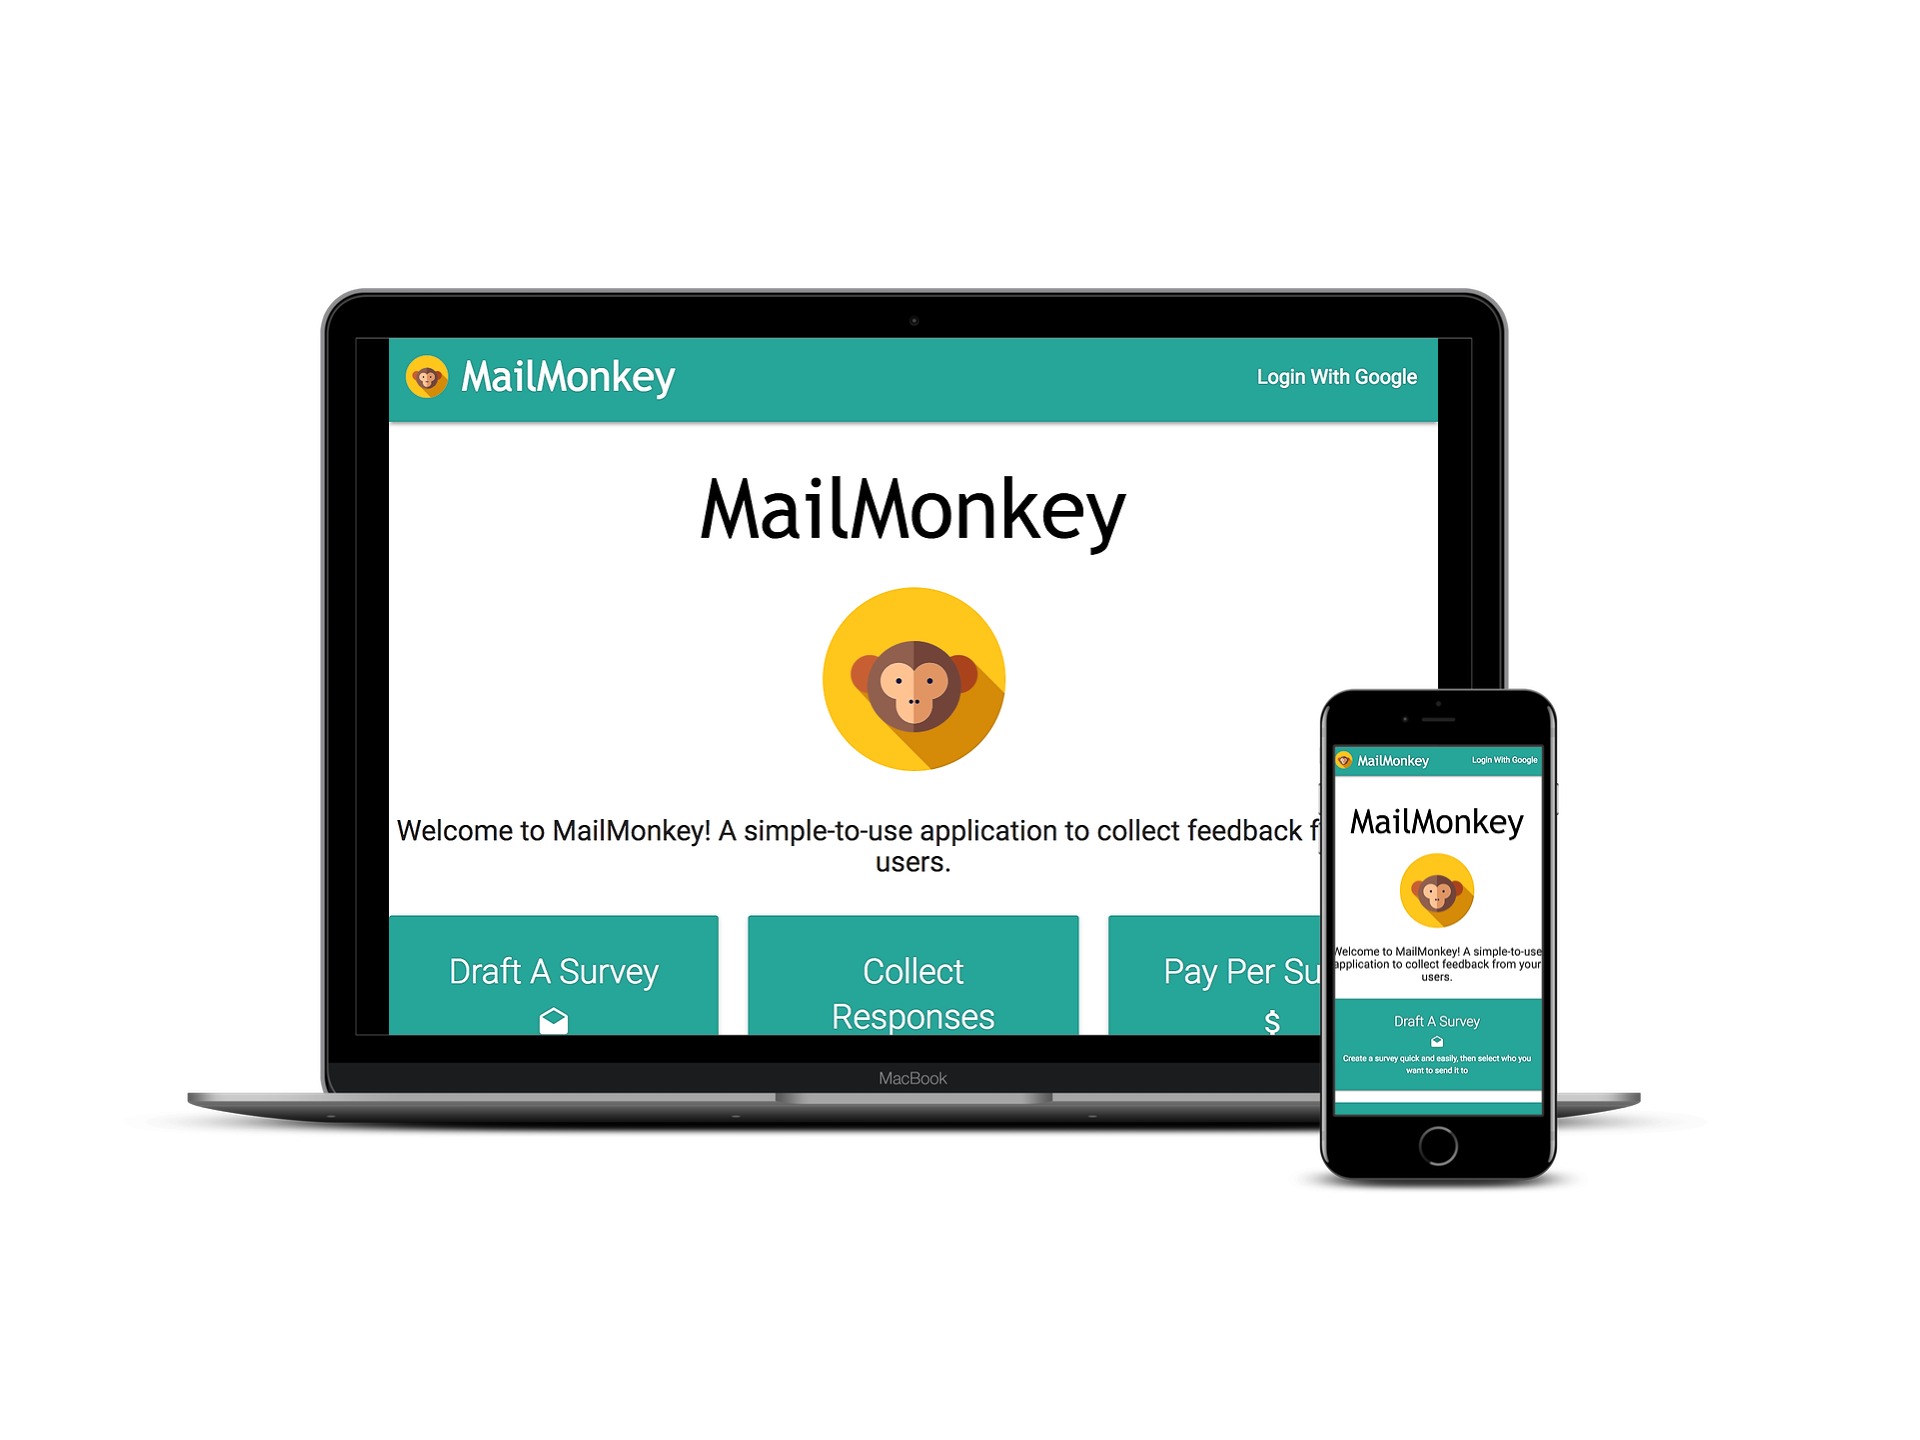 MailMonkey
Login With Google
MailMonkey
Welcome to MailMonkey! A simple-to-use application to collect feedback
users.
Draft A Survey
Collect
Responses
Pay Per Su
$
MacBook
MailMonkey
Login With Google
MailMonkey
Welcome to MailMonkey! A simple-to-use
application to collect feedback from your
users.
Draft A Survey
Create a survey quick and easily, then select who you
want to send it to